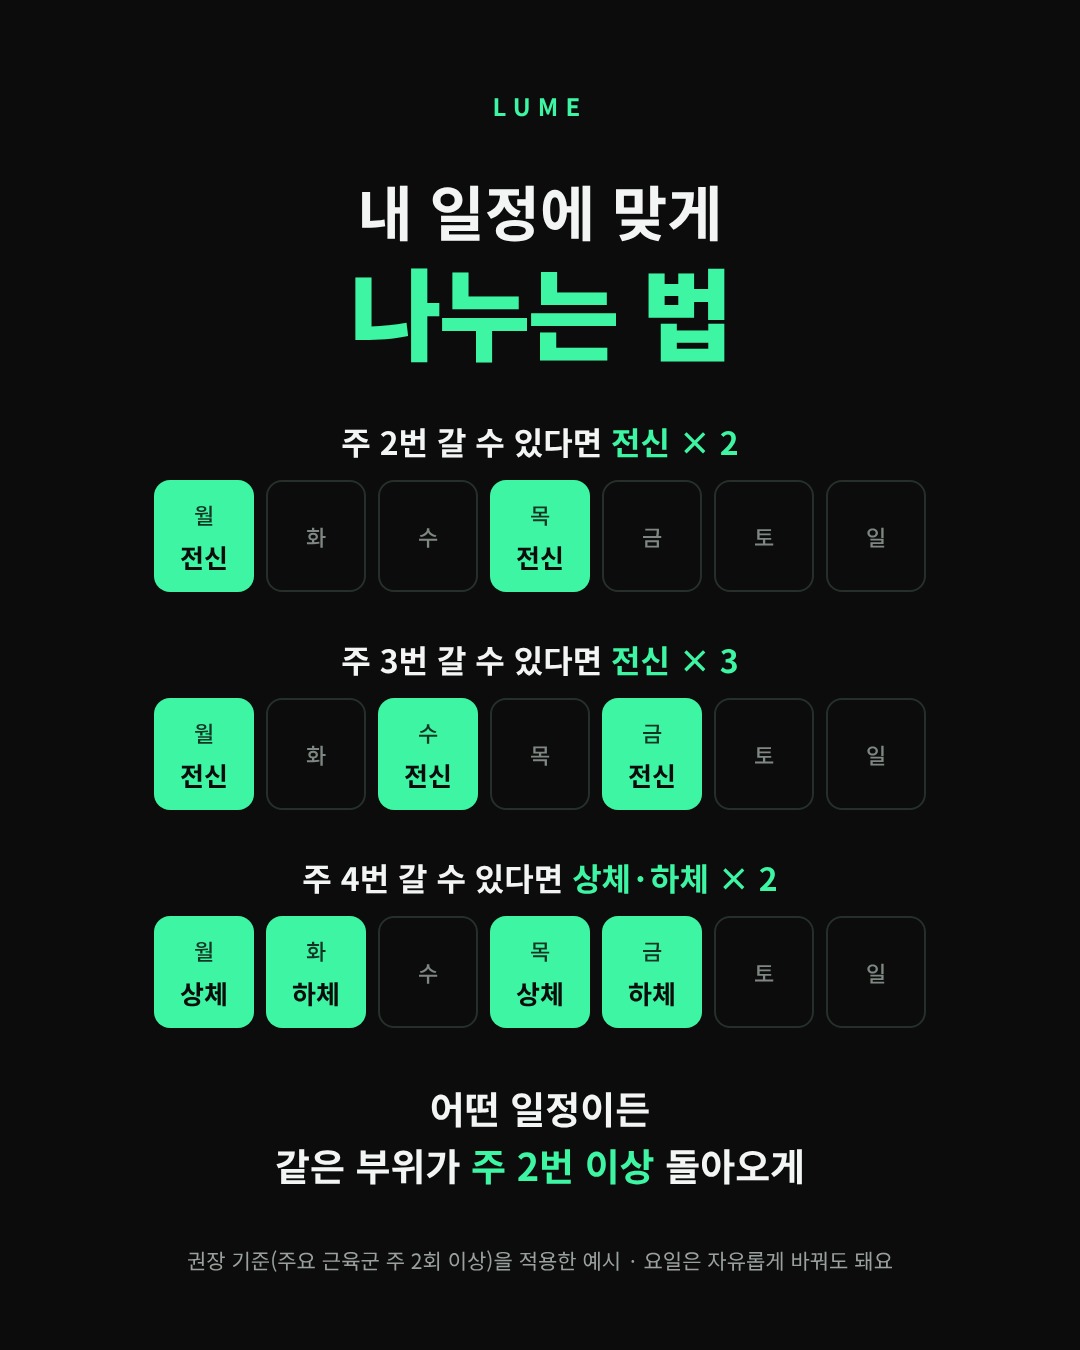 LUME
내 일정에 맞게
나누는 법
주 2번 갈 수 있다면 전신 × 2
월 화 수 목 금 토 일
전신 전신
주 3번 갈 수 있다면 전신 × 3
월 화 수 목 금 토 일
전신 전신 전신
주 4번 갈 수 있다면 상체·하체 × 2
월 화 수 목 금 토 일
상체 하체 상체 하체
어떤 일정이든
같은 부위가 주 2번 이상 돌아오게
권장 기준(주요 근육군 주 2회 이상)을 적용한 예시 · 요일은 자유롭게 바꿔도 돼요